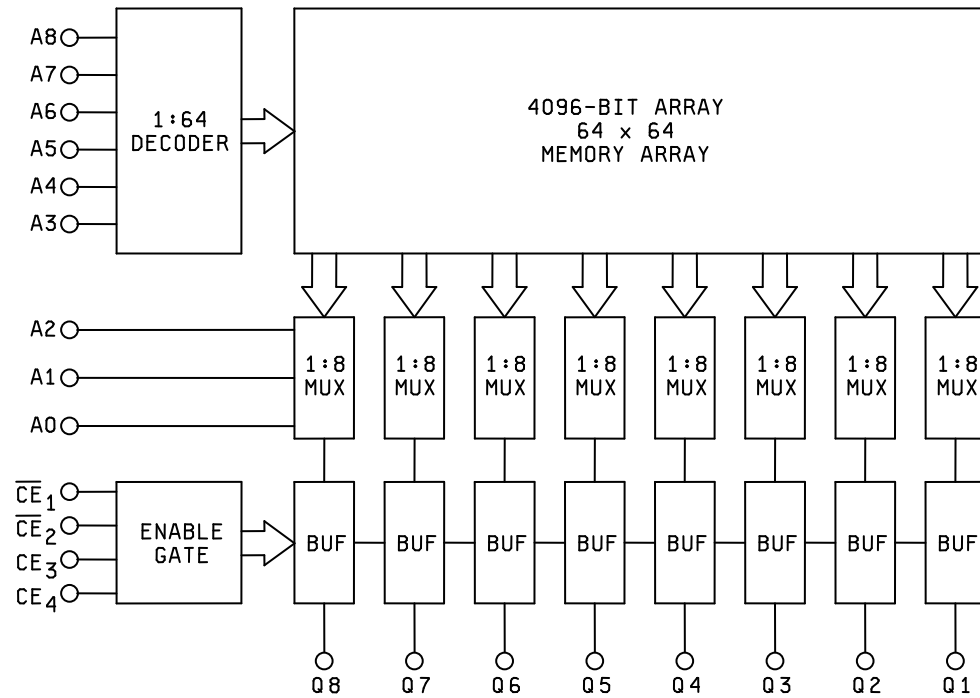 A8
A7
A6
A5
A4
A3
1:64
DECODER
4096-BIT ARRAY
64 x 64
MEMORY ARRAY
A2
A1
A0
1:8 1:8 1:8 1:8 1:8 1:8 1:8 1:8
MUX MUX MUX MUX MUX MUX MUX MUX
C̅E̅₁
C̅E̅₂
CE₃
CE₄
ENABLE
GATE
BUF BUF BUF BUF BUF BUF BUF BUF
Q8 Q7 Q6 Q5 Q4 Q3 Q2 Q1